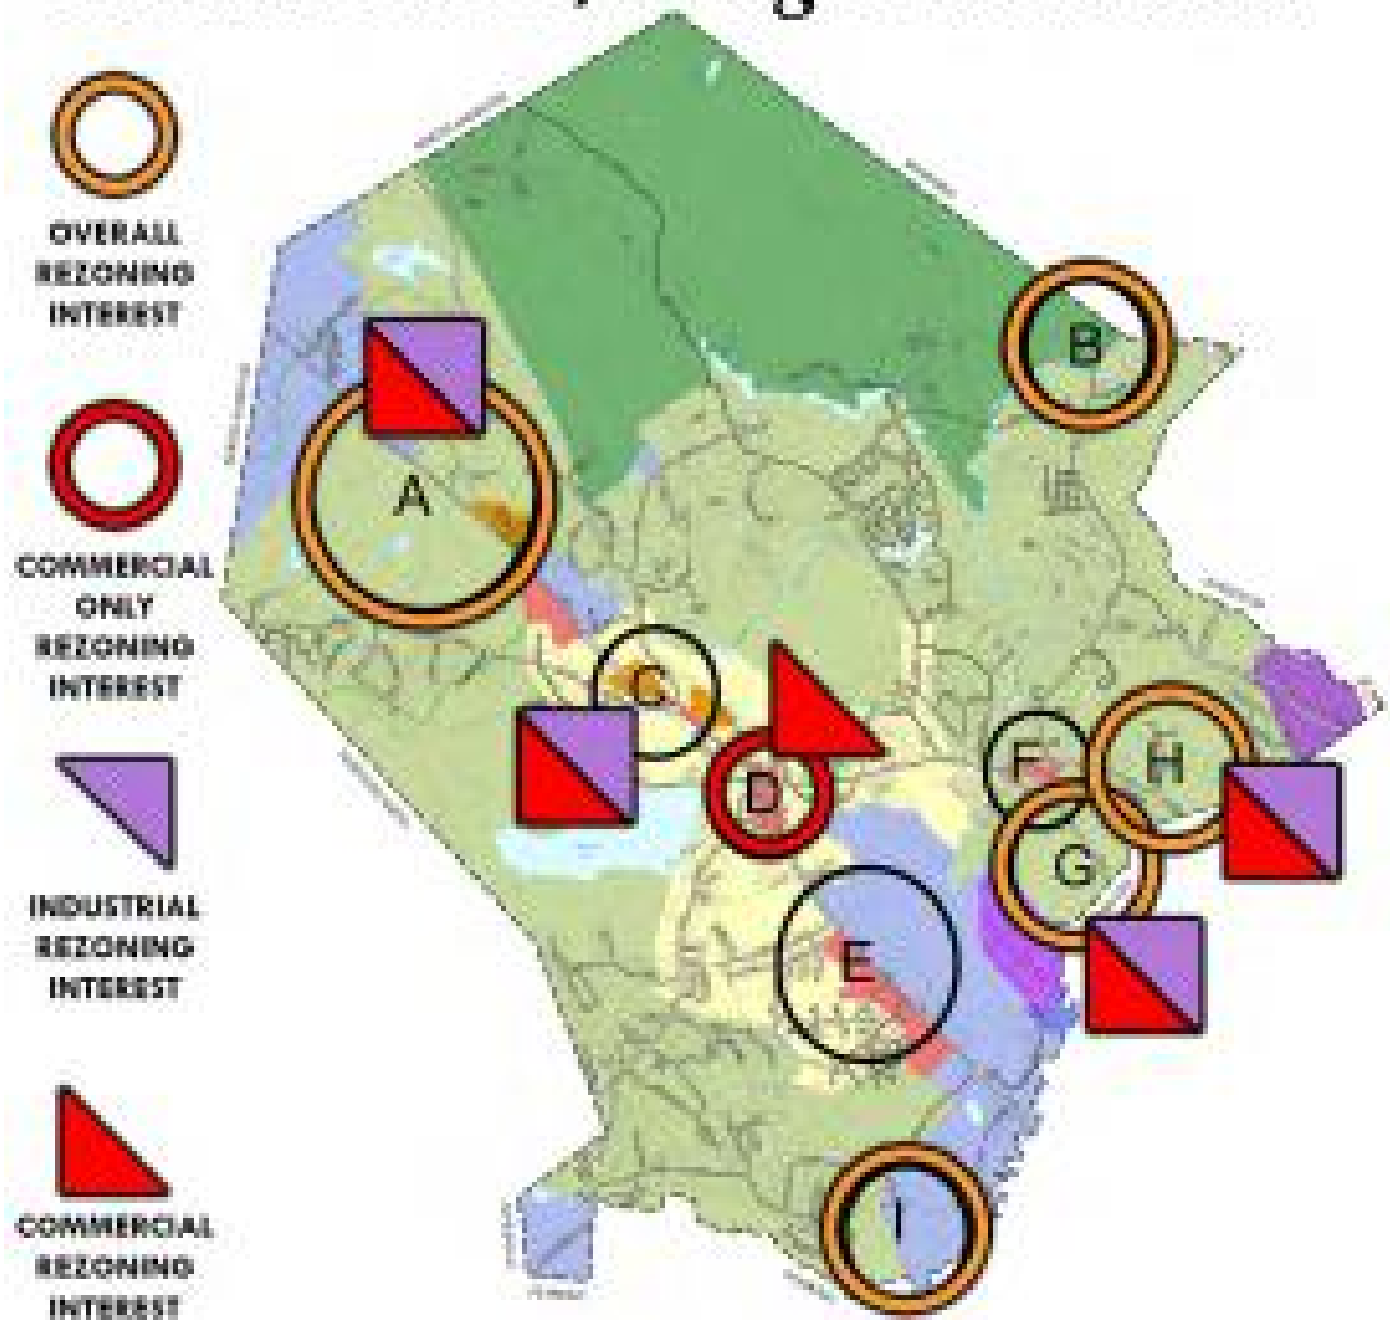 OVERALL
REZONING
INTEREST
COMMERCIAL
ONLY
REZONING
INTEREST
INDUSTRIAL
REZONING
INTEREST
COMMERCIAL
REZONING
INTEREST
A
B
C
D
E
F
G
H
I